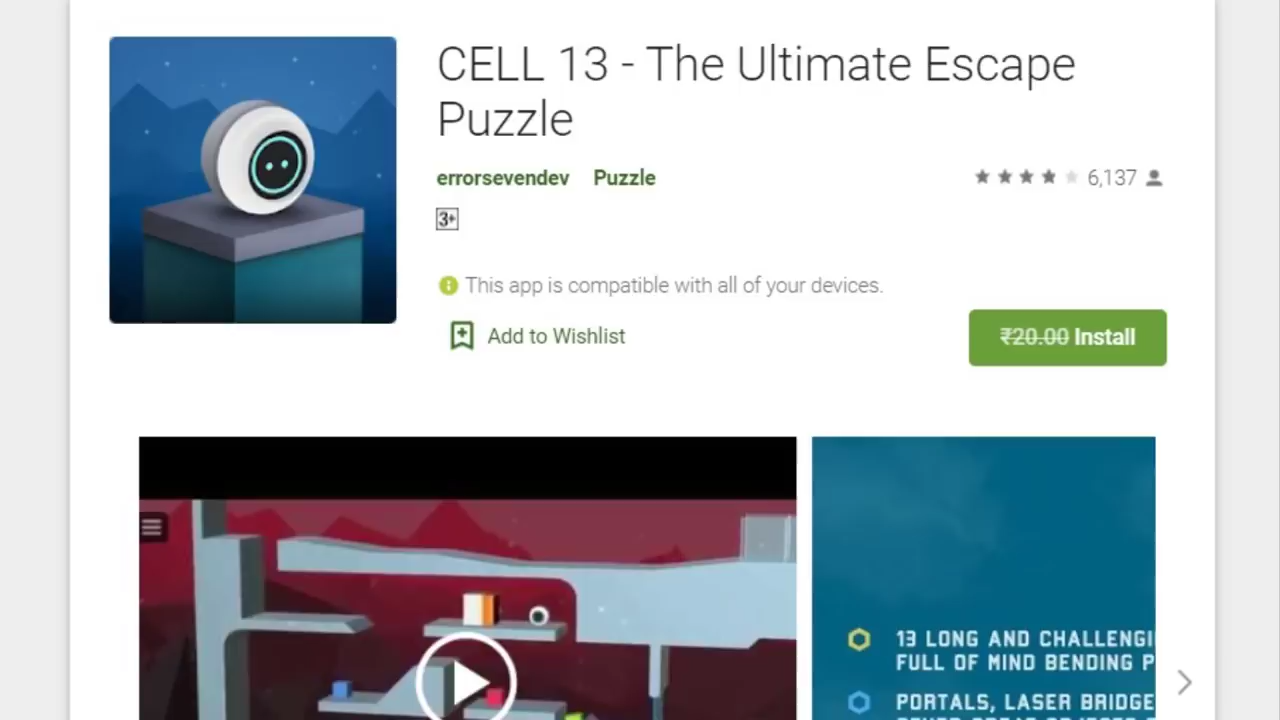 CELL 13 - The Ultimate Escape
Puzzle
errorsevendev Puzzle
6,137
3+
This app is compatible with all of your devices.
Add to Wishlist
₹20.00 Install
13 LONG AND CHALLENGI
FULL OF MIND BENDING P
PORTALS, LASER BRIDGE